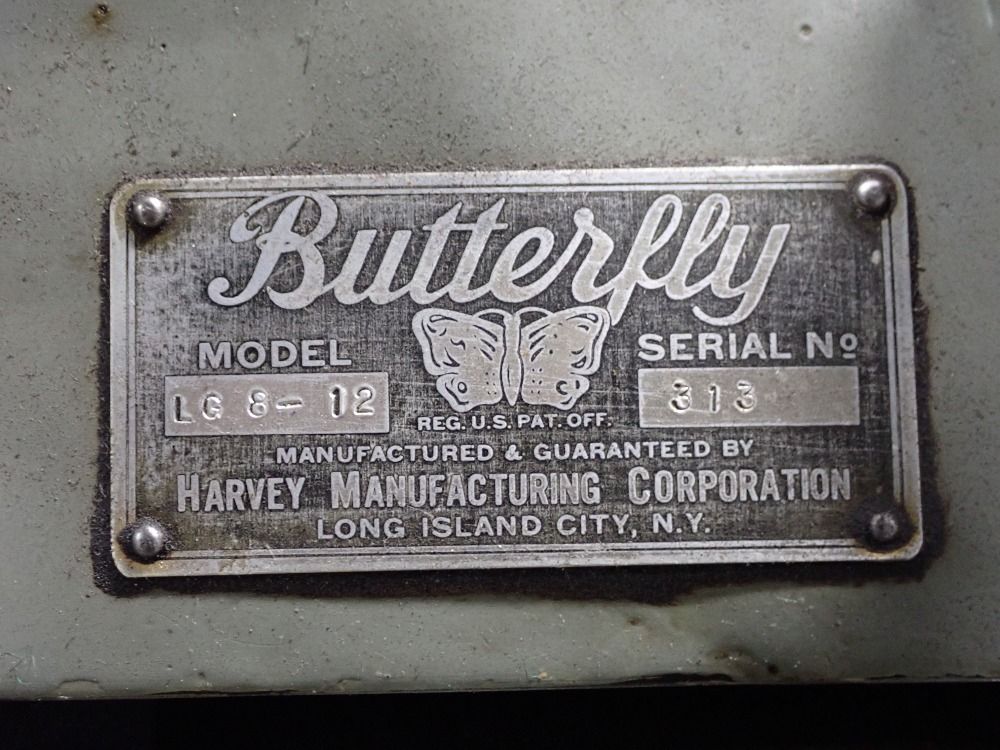 Butterfly
MODEL
SERIAL Nº
LG 8-12
313
REG. U.S. PAT. OFF.
MANUFACTURED & GUARANTEED BY
HARVEY MANUFACTURING CORPORATION
LONG ISLAND CITY, N.Y.